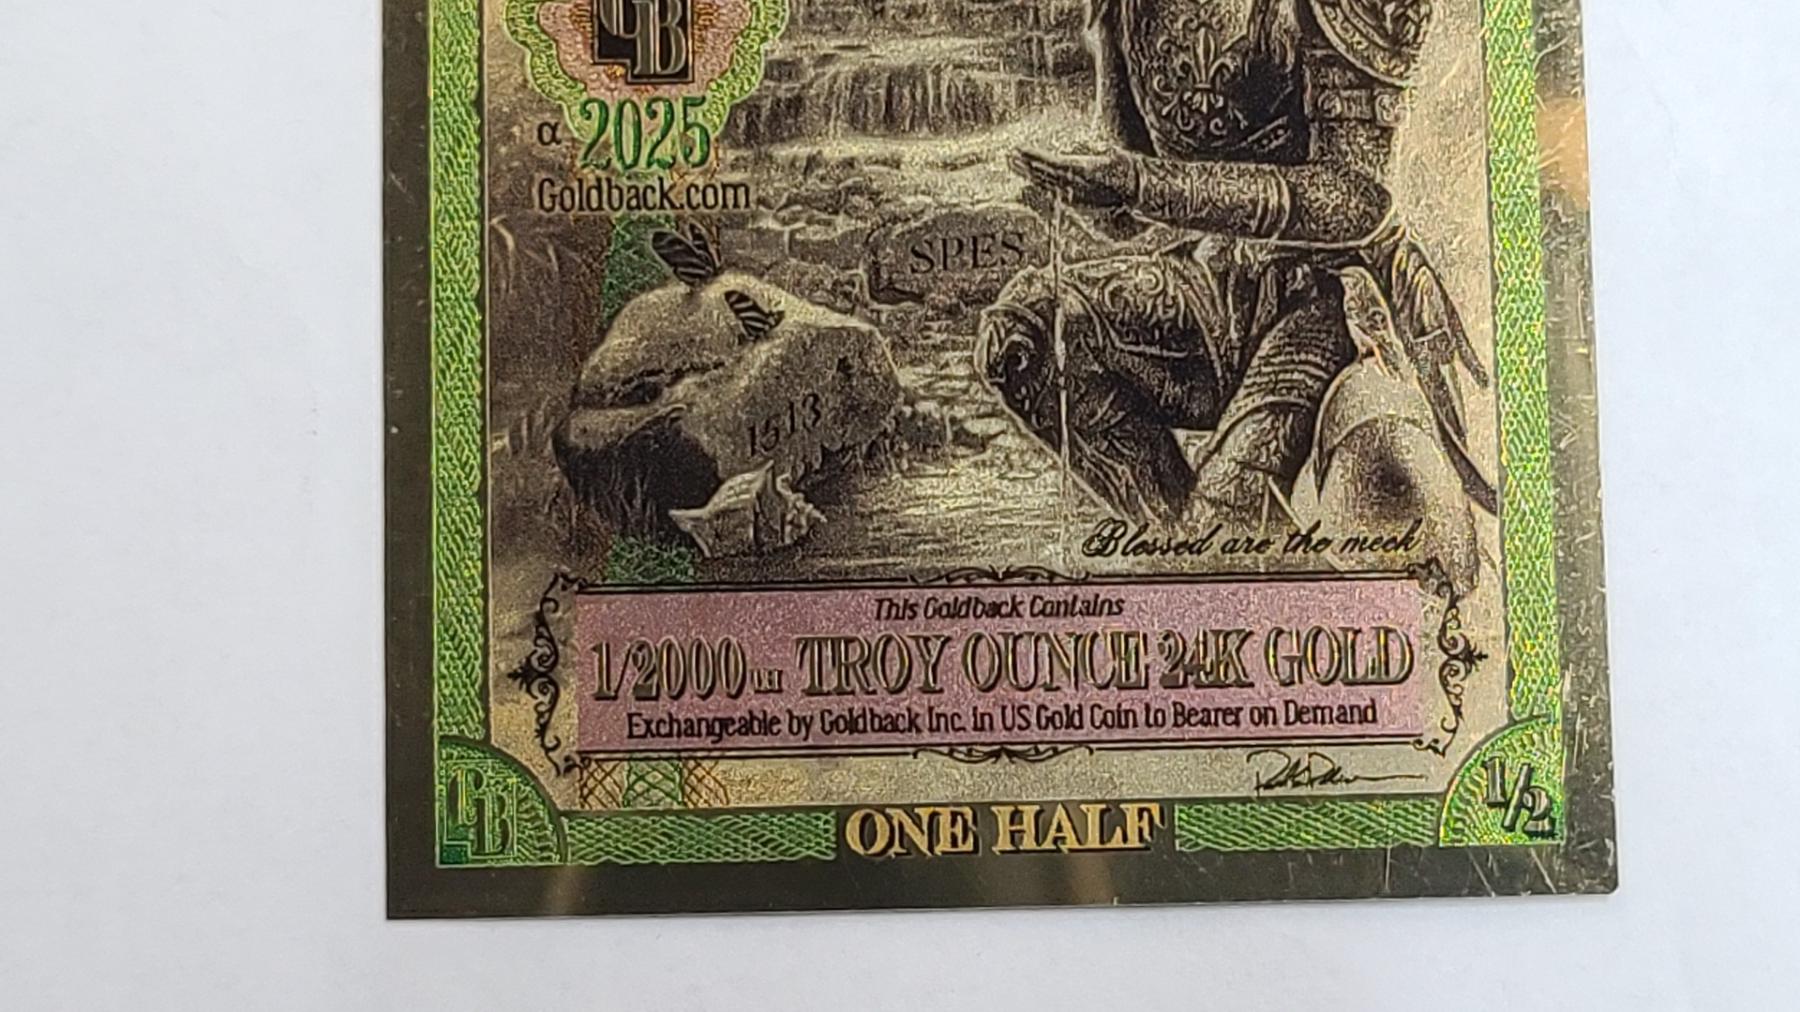 GB
α 2025
Goldback.com
SPES
1513
Blessed are the meek
This Goldback Contains
1/2000TH TROY OUNCE 24K GOLD
Exchangeable by Goldback Inc. in US Gold Coin to Bearer on Demand
GB
1/2
ONE HALF